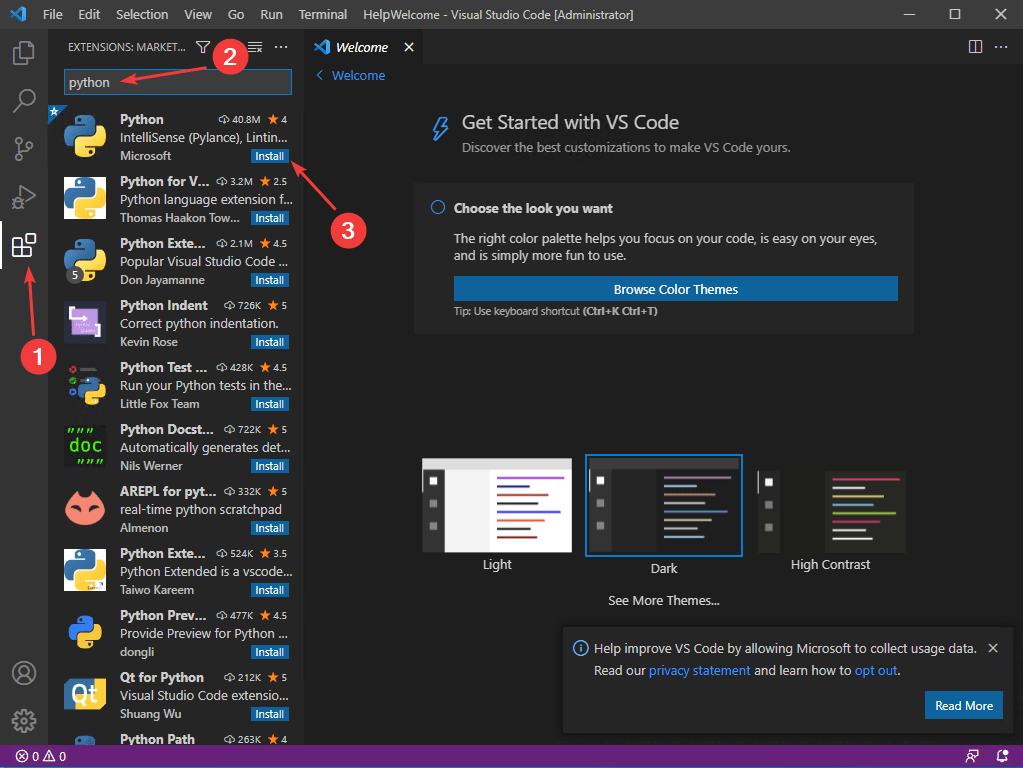 File Edit Selection View Go Run Terminal Help Welcome - Visual Studio Code [Administrator]
EXTENSIONS: MARKET...
2
Welcome
python
Welcome
Python 40.8M 4
IntelliSense (Pylance), Lintin...
Microsoft Install
Python for V... 3.2M 2.5
Python language extension f...
Thomas Haakon Tow... Install
3
Python Exte... 2.1M 4.5
Popular Visual Studio Code ...
5
Don Jayamanne Install
Python Indent 726K 5
Correct python indentation.
Kevin Rose Install
1
Python Test ... 428K 4.5
Run your Python tests in the...
Little Fox Team Install
Python Docst... 722K 5
"""
doc
"""
Automatically generates det...
Nils Werner Install
AREPL for pyt... 332K 5
real-time python scratchpad
Almenon Install
Python Exte... 524K 3.5
Python Extended is a vscode...
Taiwo Kareem Install
Python Prev... 477K 4.5
Provide Preview for Python ...
dongli Install
Qt for Python 212K 5
Qt
Visual Studio Code extensio...
Shuang Wu Install
Python Path 263K 4
Get Started with VS Code
Discover the best customizations to make VS Code yours.
Choose the look you want
The right color palette helps you focus on your code, is easy on your eyes,
and is simply more fun to use.
Browse Color Themes
Tip: Use keyboard shortcut (Ctrl+K Ctrl+T)
Light
Dark
High Contrast
See More Themes...
Help improve VS Code by allowing Microsoft to collect usage data.
Read our privacy statement and learn how to opt out.
Read More
0 0